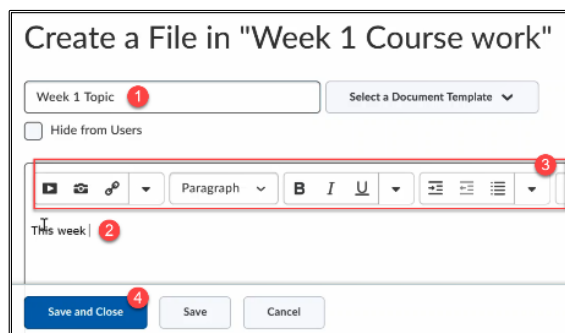 Create a File in "Week 1 Course work"
Week 1 Topic 1 Select a Document Template
Hide from Users
3
Paragraph B I U
This week 2
4
Save and Close Save Cancel